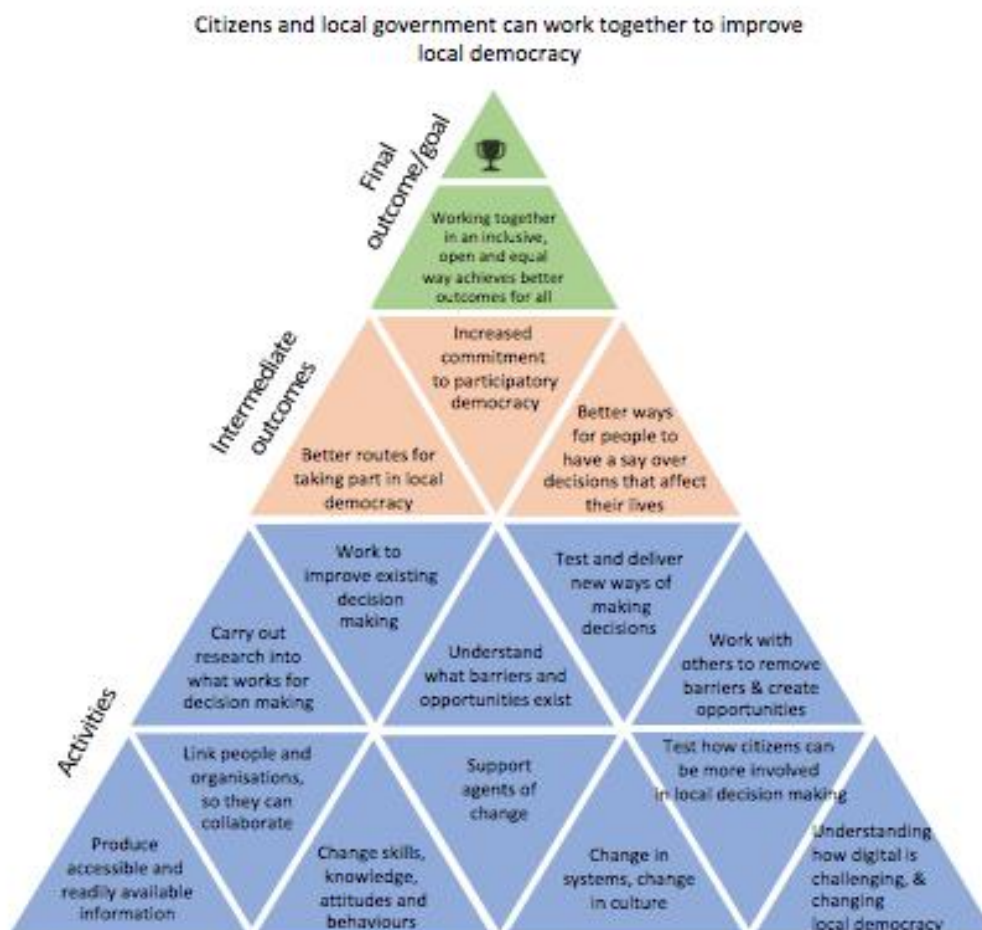 Citizens and local government can work together to improve
local democracy
Final
outcome/goal
Working together
in an inclusive,
open and equal
way achieves better
outcomes for all
Intermediate
outcomes
Increased
commitment
to participatory
democracy
Better routes for
taking part in local
democracy
Better ways
for people to
have a say over
decisions that affect
their lives
Activities
Carry out
research into
what works for
decision making
Work to
improve existing
decision
making
Understand
what barriers and
opportunities exist
Test and deliver
new ways of
making
decisions
Work with
others to remove
barriers & create
opportunities
Produce
accessible and
readily available
information
Link people and
organisations,
so they can
collaborate
Change skills,
knowledge,
attitudes and
behaviours
Support
agents of
change
Change in
systems, change
in culture
Test how citizens can
be more involved
in local decision making
Understanding
how digital is
challenging, &
changing
local democracy